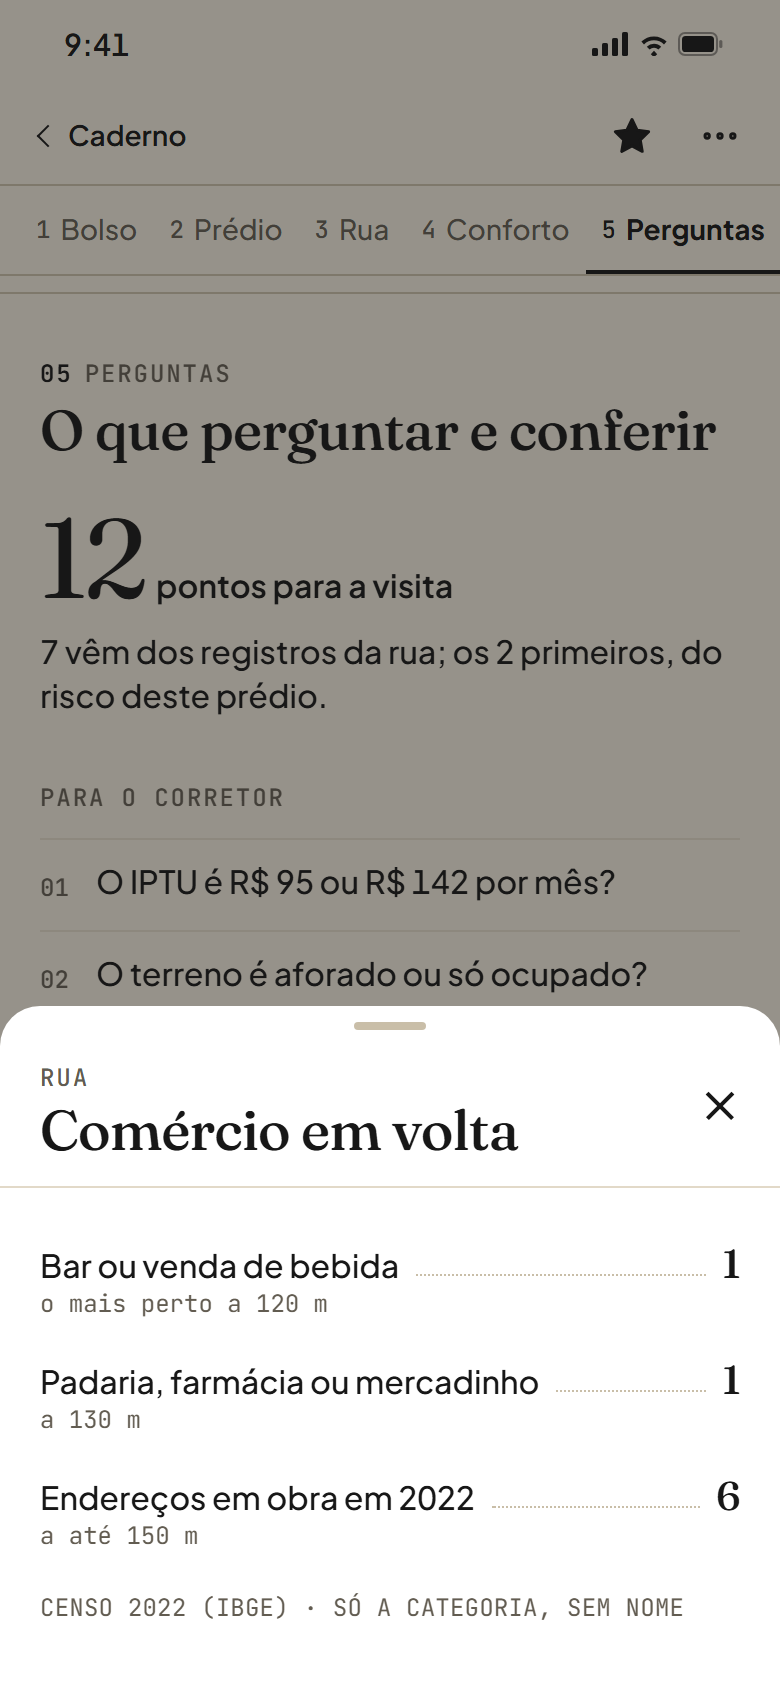 9:41
Caderno
1 Bolso 2 Prédio 3 Rua 4 Conforto 5 Perguntas
05 PERGUNTAS
O que perguntar e conferir
12 pontos para a visita
7 vêm dos registros da rua; os 2 primeiros, do
risco deste prédio.
PARA O CORRETOR
01 O IPTU é R$ 95 ou R$ 142 por mês?
02 O terreno é aforado ou só ocupado?
RUA
Comércio em volta
Bar ou venda de bebida 1
o mais perto a 120 m
Padaria, farmácia ou mercadinho 1
a 130 m
Endereços em obra em 2022 6
a até 150 m
CENSO 2022 (IBGE) · SÓ A CATEGORIA, SEM NOME